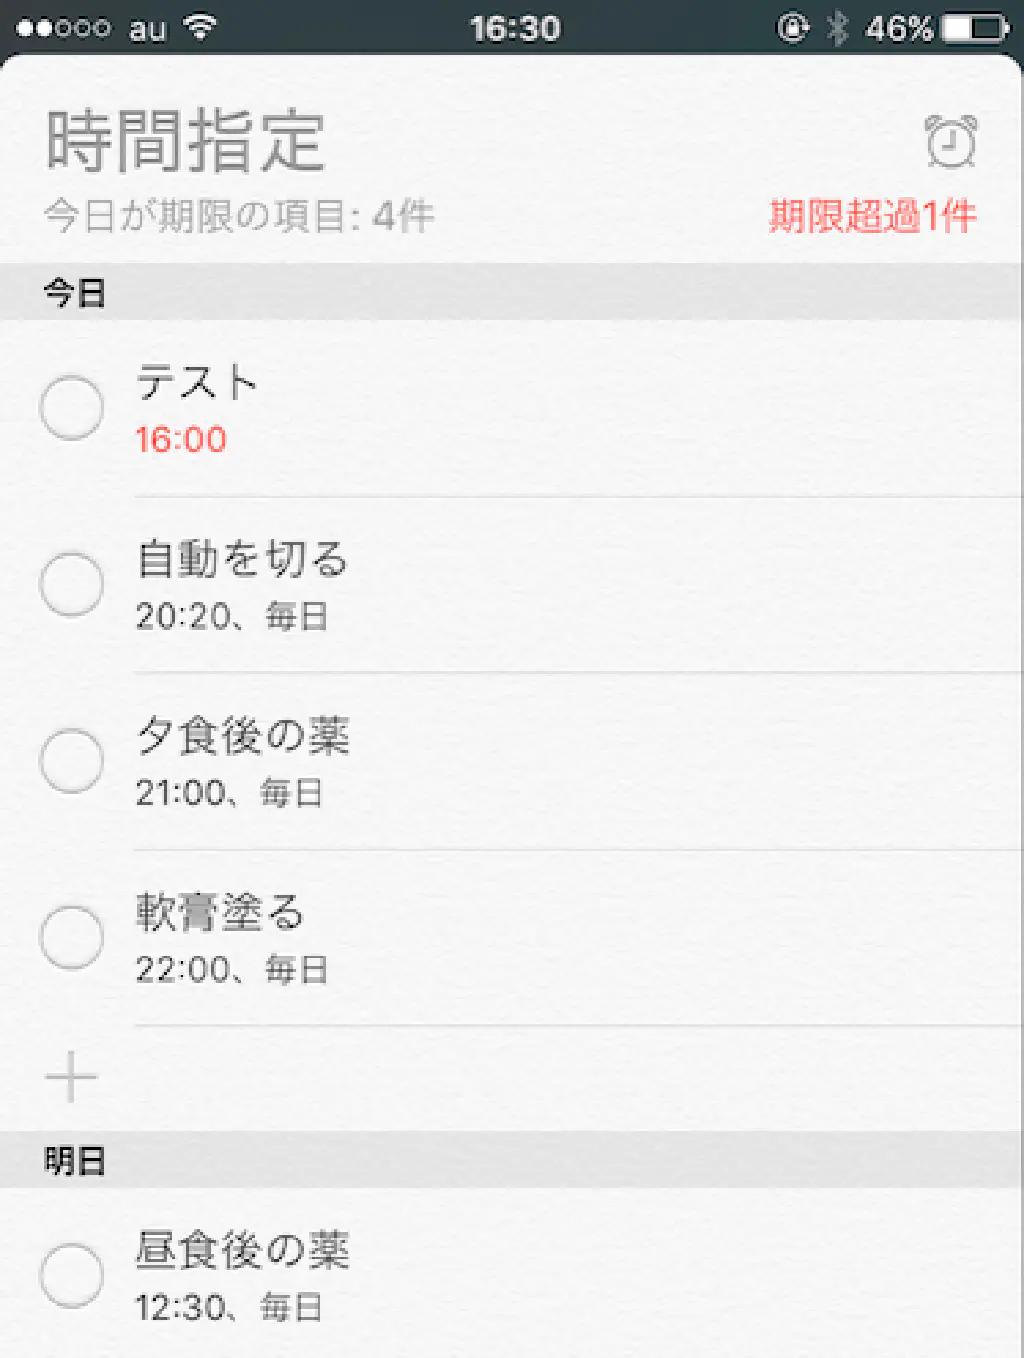 au 16:30 46%
時間指定
今日が期限の項目: 4件 期限超過1件
今日
テスト
16:00
自動を切る
20:20、毎日
夕食後の薬
21:00、毎日
軟膏塗る
22:00、毎日
明日
昼食後の薬
12:30、毎日